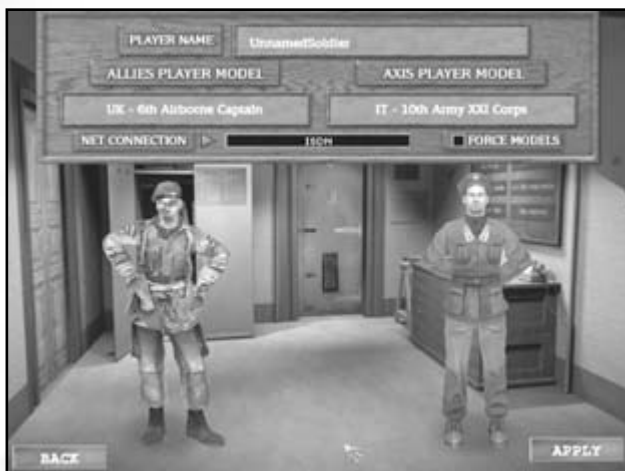 PLAYER NAME
UnnamedSoldier
ALLIES PLAYER MODEL
AXIS PLAYER MODEL
UK - 6th Airborne Captain
IT - 10th Army XXI Corps
NET CONNECTION
ISDN
FORCE MODELS
BACK
APPLY